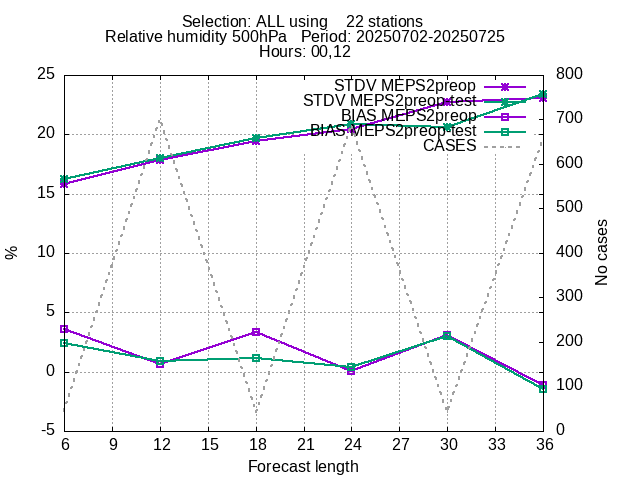 Selection: ALL using    22 stations
Relative humidity 500hPa   Period: 20250702-20250725
Hours: 00,12
STDV MEPS2preop
STDV MEPS2preop-test
BIAS MEPS2preop
BIAS MEPS2preop-test
CASES
25
20
15
10
5
0
-5
%
800
700
600
500
400
300
200
100
0
No cases
6 9 12 15 18 21 24 27 30 33 36
Forecast length